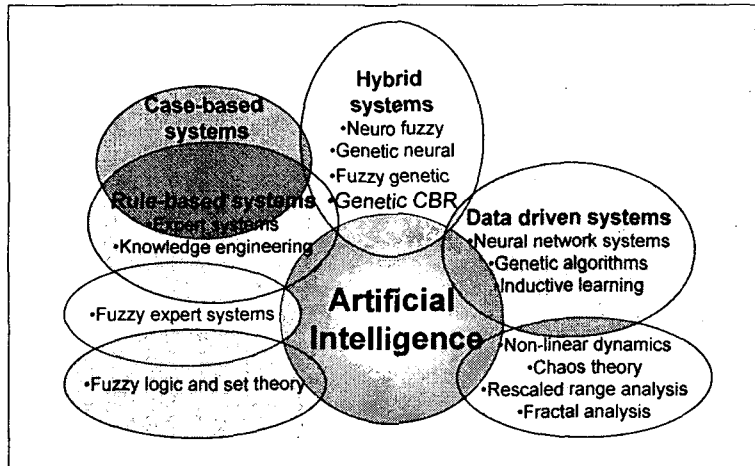 Hybrid
systems
•Neuro fuzzy
•Genetic neural
•Fuzzy genetic
•Genetic CBR
Case-based
systems
Rule-based systems
•Expert systems
•Knowledge engineering
•Fuzzy expert systems
•Fuzzy logic and set theory
Artificial
Intelligence
Data driven systems
•Neural network systems
•Genetic algorithms
•Inductive learning
•Non-linear dynamics
•Chaos theory
•Rescaled range analysis
•Fractal analysis